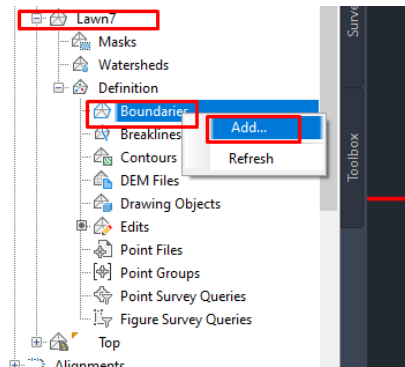 Lawn7
Masks
Watersheds
Definition
Boundaries
Add...
Breaklines
Refresh
Contours
DEM Files
Drawing Objects
Edits
Point Files
Point Groups
Point Survey Queries
Figure Survey Queries
Top
Alignments
Surve
Toolbox